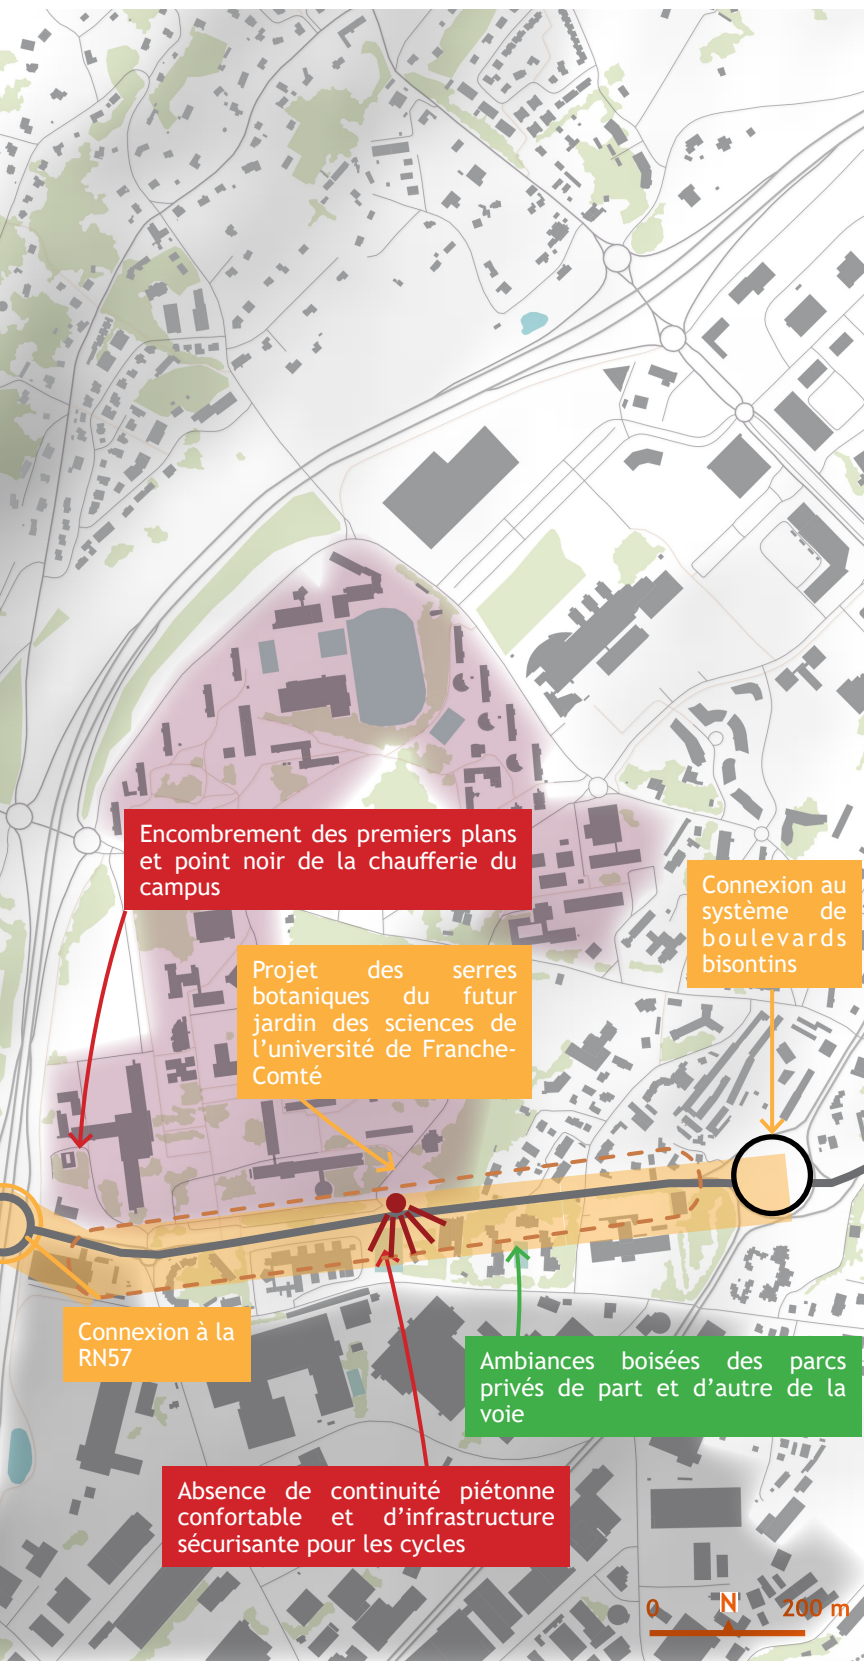 Encombrement des premiers plans
et point noir de la chaufferie du
campus
Connexion au
système de
boulevards
bisontins
Projet des serres
botaniques du futur
jardin des sciences de
l'université de Franche-
Comté
Connexion à la
RN57
Ambiances boisées des parcs
privés de part et d'autre de la
voie
Absence de continuité piétonne
confortable et d'infrastructure
sécurisante pour les cycles
0 N 200 m